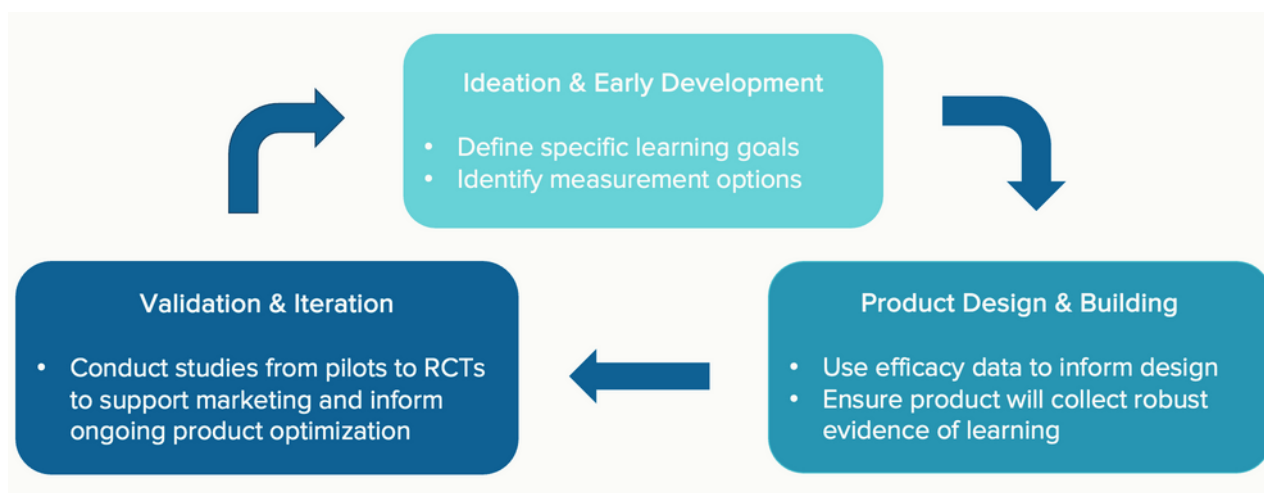 Ideation & Early Development
• Define specific learning goals
• Identify measurement options
Product Design & Building
• Use efficacy data to inform design
• Ensure product will collect robust
evidence of learning
Validation & Iteration
• Conduct studies from pilots to RCTs
to support marketing and inform
ongoing product optimization